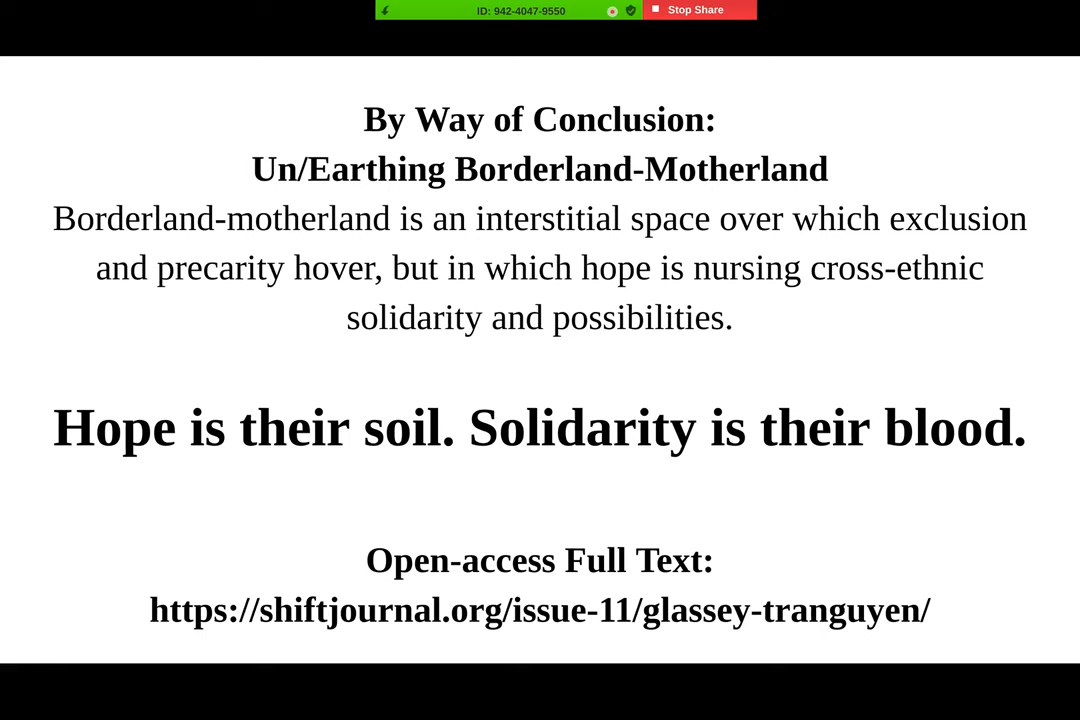 ID: 942-4047-9550
Stop Share
By Way of Conclusion:
Un/Earthing Borderland-Motherland
Borderland-motherland is an interstitial space over which exclusion
and precarity hover, but in which hope is nursing cross-ethnic
solidarity and possibilities.
Hope is their soil. Solidarity is their blood.
Open-access Full Text:
https://shiftjournal.org/issue-11/glassey-tranguyen/